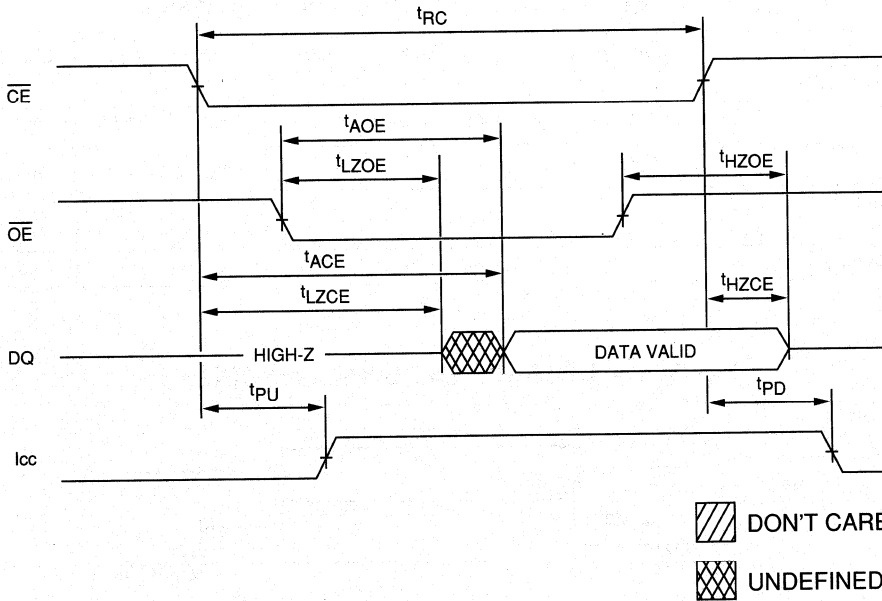 tRC
CE
tAOE
tLZOE
tHZOE
OE
tACE
tLZCE
tHZCE
DQ
HIGH-Z
DATA VALID
tPU
tPD
Icc
DON'T CARE
UNDEFINED